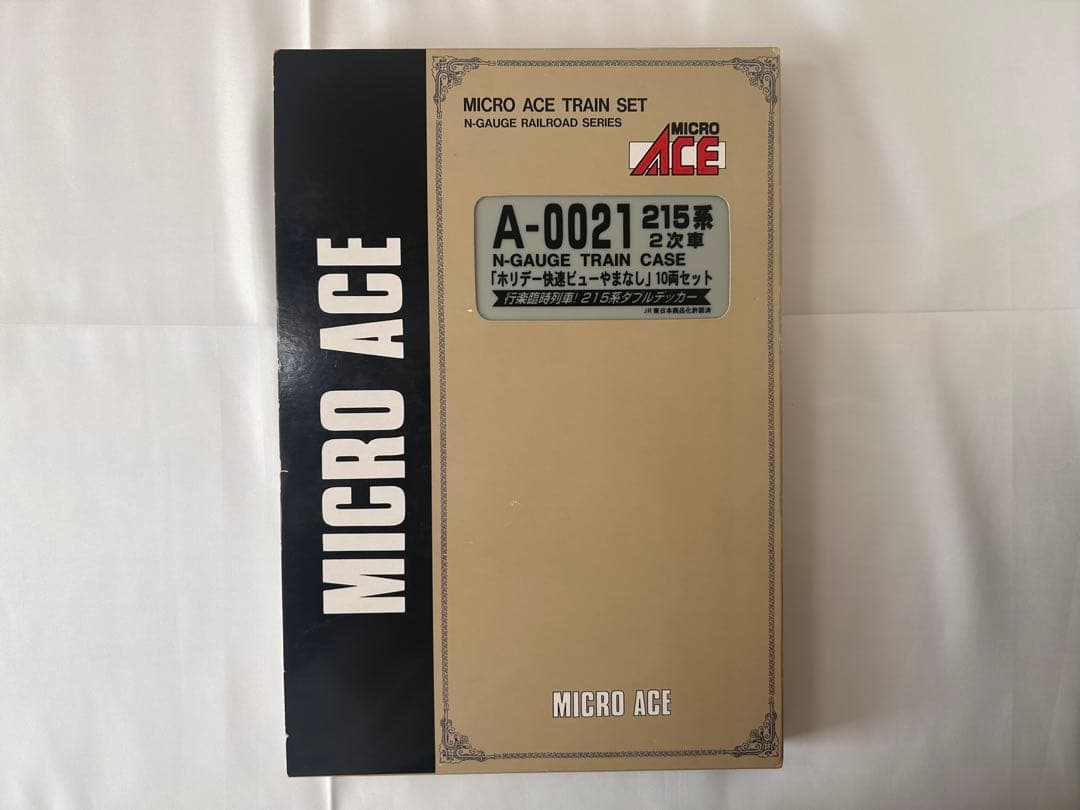 MICRO ACE
MICRO ACE TRAIN SET
N-GAUGE RAILROAD SERIES
MICRO
ACE
A-0021 215系
2次車
N-GAUGE TRAIN CASE
「ホリデー快速ビューやまなし」10両セット
行楽臨時列車!215系ダブルデッカー
JR東日本商品化許諾済
MICRO ACE